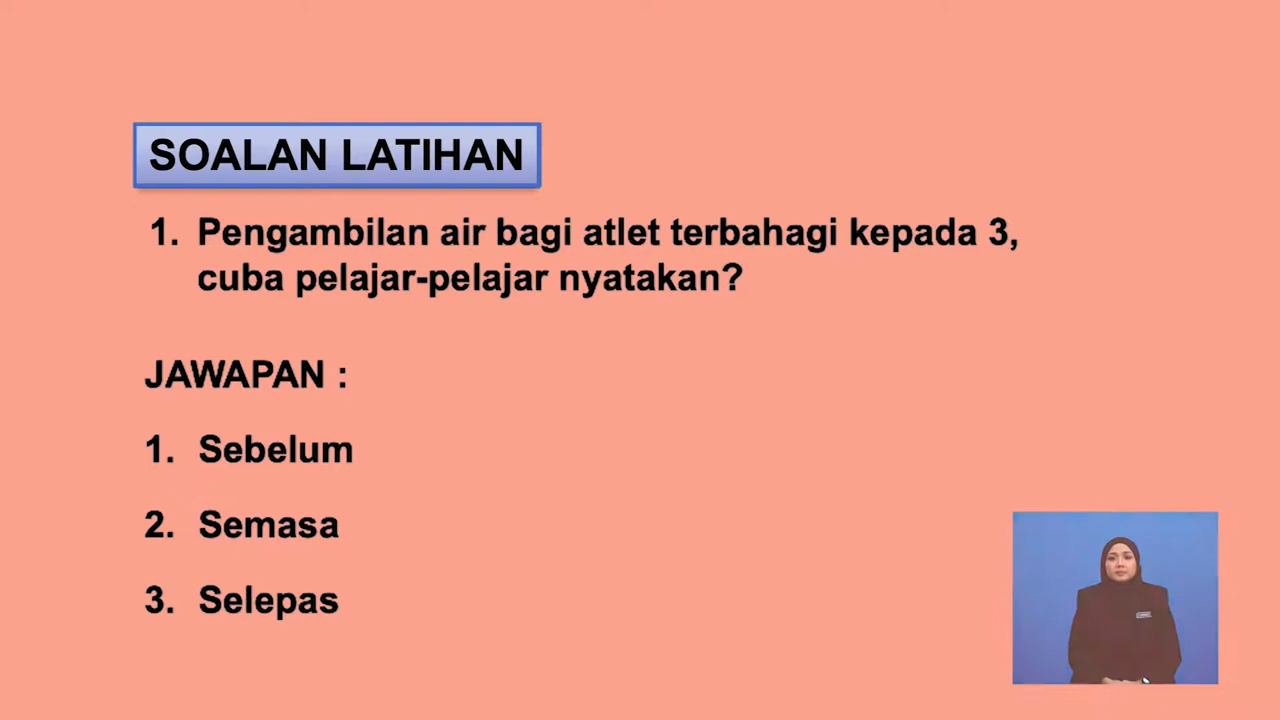 SOALAN LATIHAN
1. Pengambilan air bagi atlet terbahagi kepada 3,
cuba pelajar-pelajar nyatakan?
JAWAPAN :
1. Sebelum
2. Semasa
3. Selepas